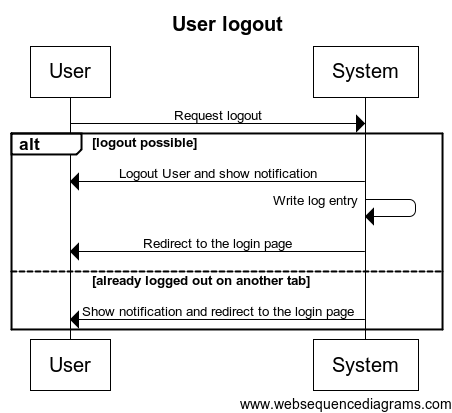 User logout
User System
Request logout
alt [logout possible]
Logout User and show notification
Write log entry
Redirect to the login page
[already logged out on another tab]
Show notification and redirect to the login page
User System
www.websequencediagrams.com